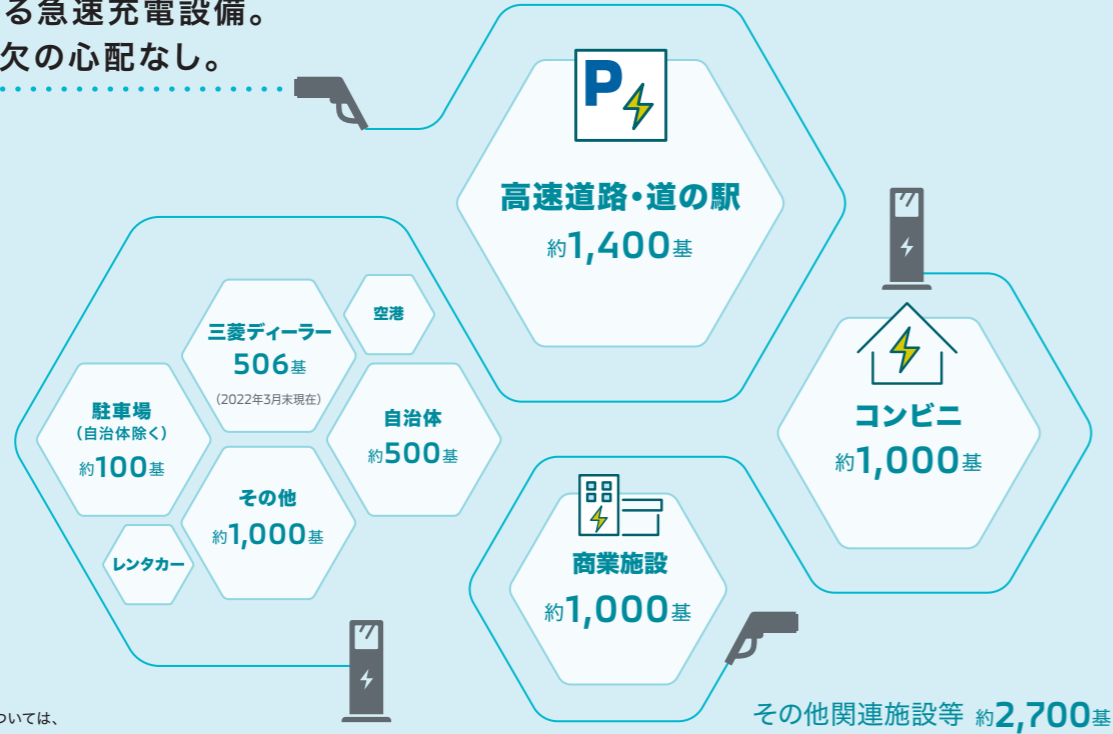 る急速充電設備。
欠の心配なし。
P
高速道路・道の駅
約1,400基
空港
三菱ディーラー
506基
(2022年3月末現在)
駐車場
(自治体除く)
約100基
自治体
約500基
その他
約1,000基
レンタカー
コンビニ
約1,000基
商業施設
約1,000基
ついては、
その他関連施設等 約2,700基